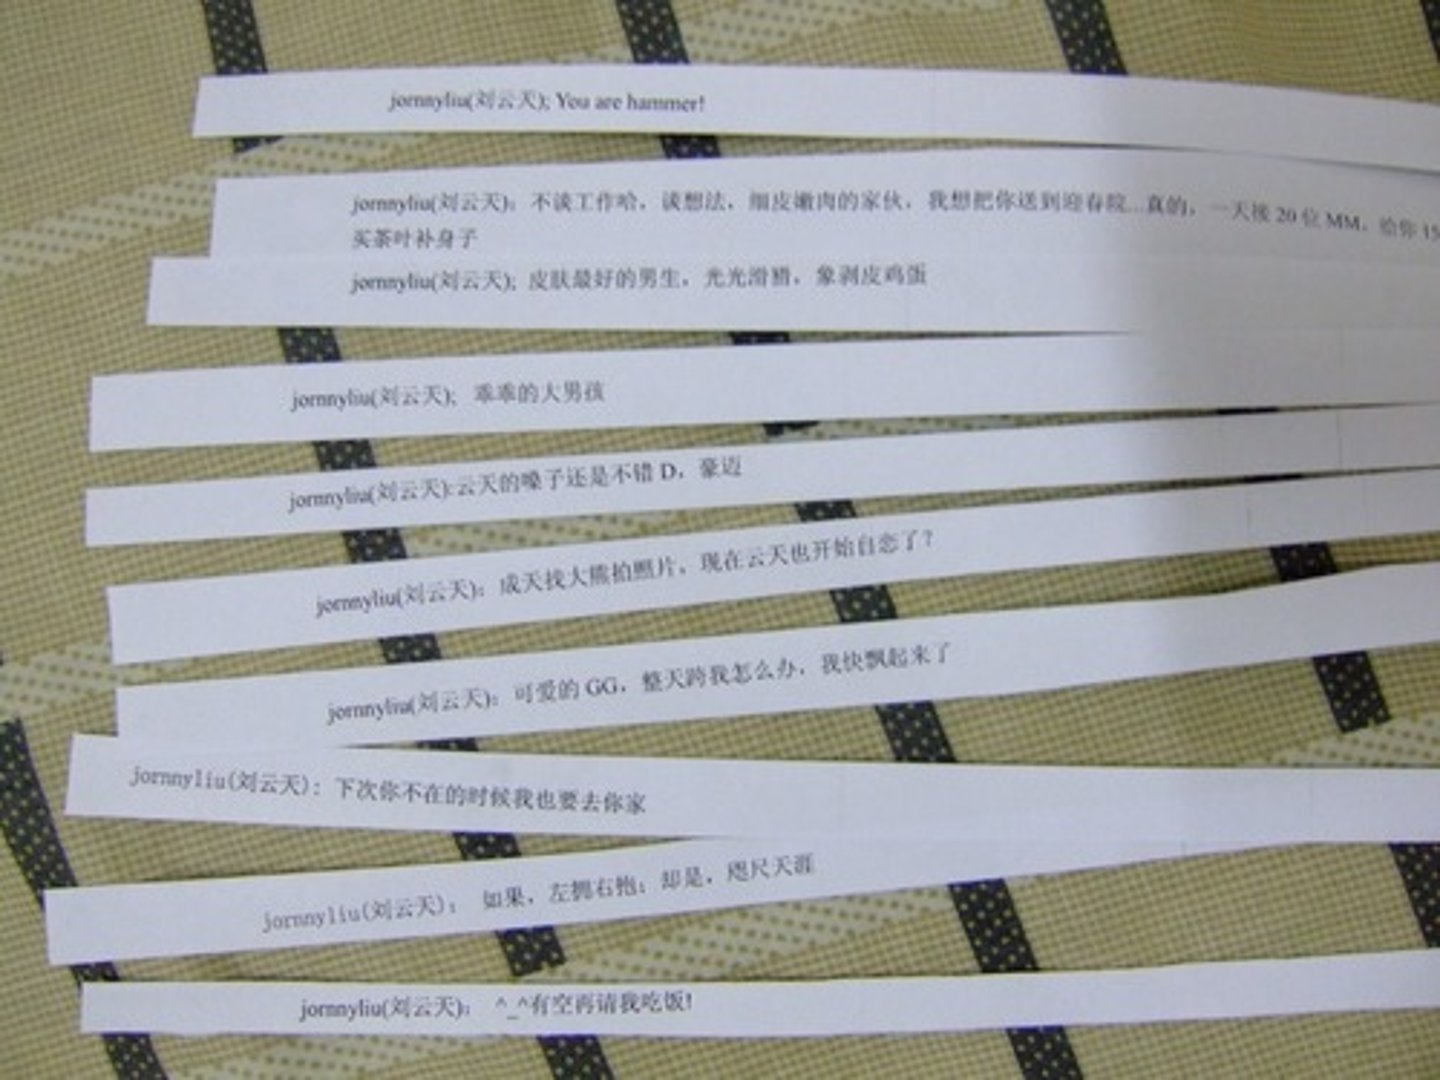 jornnyliu(刘云天); You are hammer!
jornnyliu(刘云天)：不谈工作哈，谈想法，细皮嫩肉的家伙，我想把你送到迎春院...真的，一天接 20 位 MM，给你 15
买茶叶补身子
jornnyliu(刘云天); 皮肤最好的男生，光光滑猾，象剥皮鸡蛋
jornnyliu(刘云天); 乖乖的大男孩
jornnyliu(刘云天):云天的嗓子还是不错 D，豪迈
jornnyliu(刘云天)：成天找大熊拍照片，现在云天也开始自恋了？
jornnyliu(刘云天)：可爱的 GG，整天跨我怎么办，我快飘起来了
jornnyliu(刘云天): 下次你不在的时候我也要去你家
jornnyliu(刘云天)： 如果，左拥右饱；却是，咫尺天涯
jornnyliu(刘云天)： ^_^有空再请我吃饭!